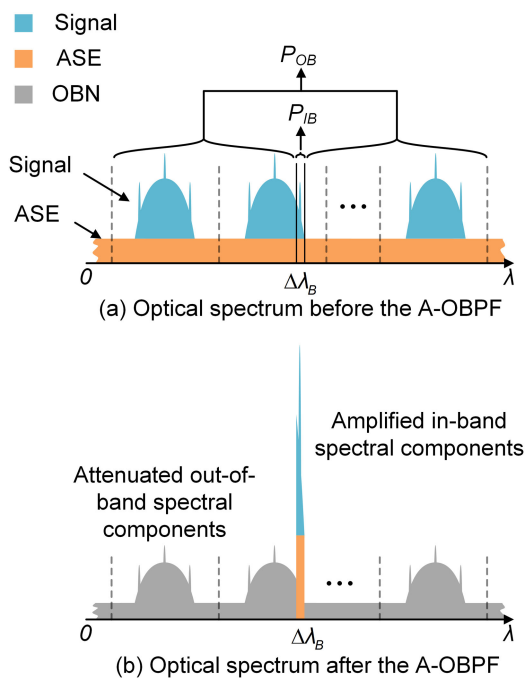 Signal
ASE
OBN
P_OB
P_IB
Signal
ASE
...
0
Δλ_B
λ
(a) Optical spectrum before the A-OBPF
Amplified in-band
spectral components
Attenuated out-of-
band spectral
components
...
0
Δλ_B
λ
(b) Optical spectrum after the A-OBPF